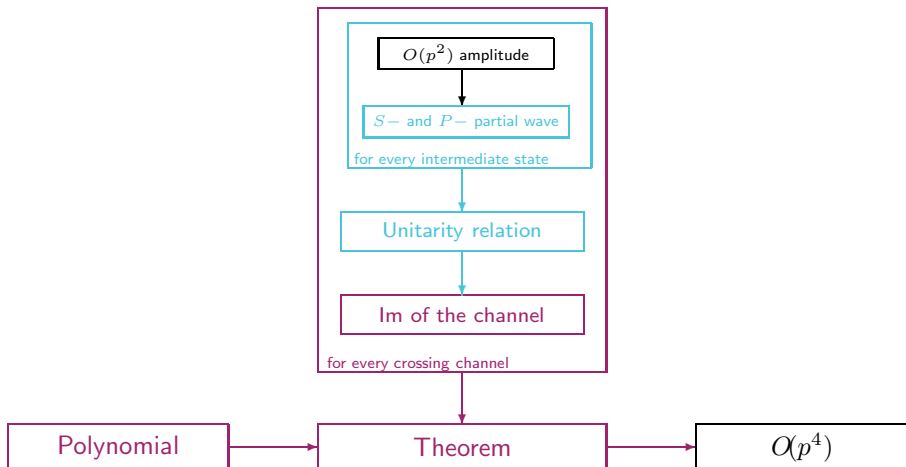 O(p²) amplitude
S− and P− partial wave
for every intermediate state
Unitarity relation
Im of the channel
for every crossing channel
Polynomial
Theorem
O(p⁴)